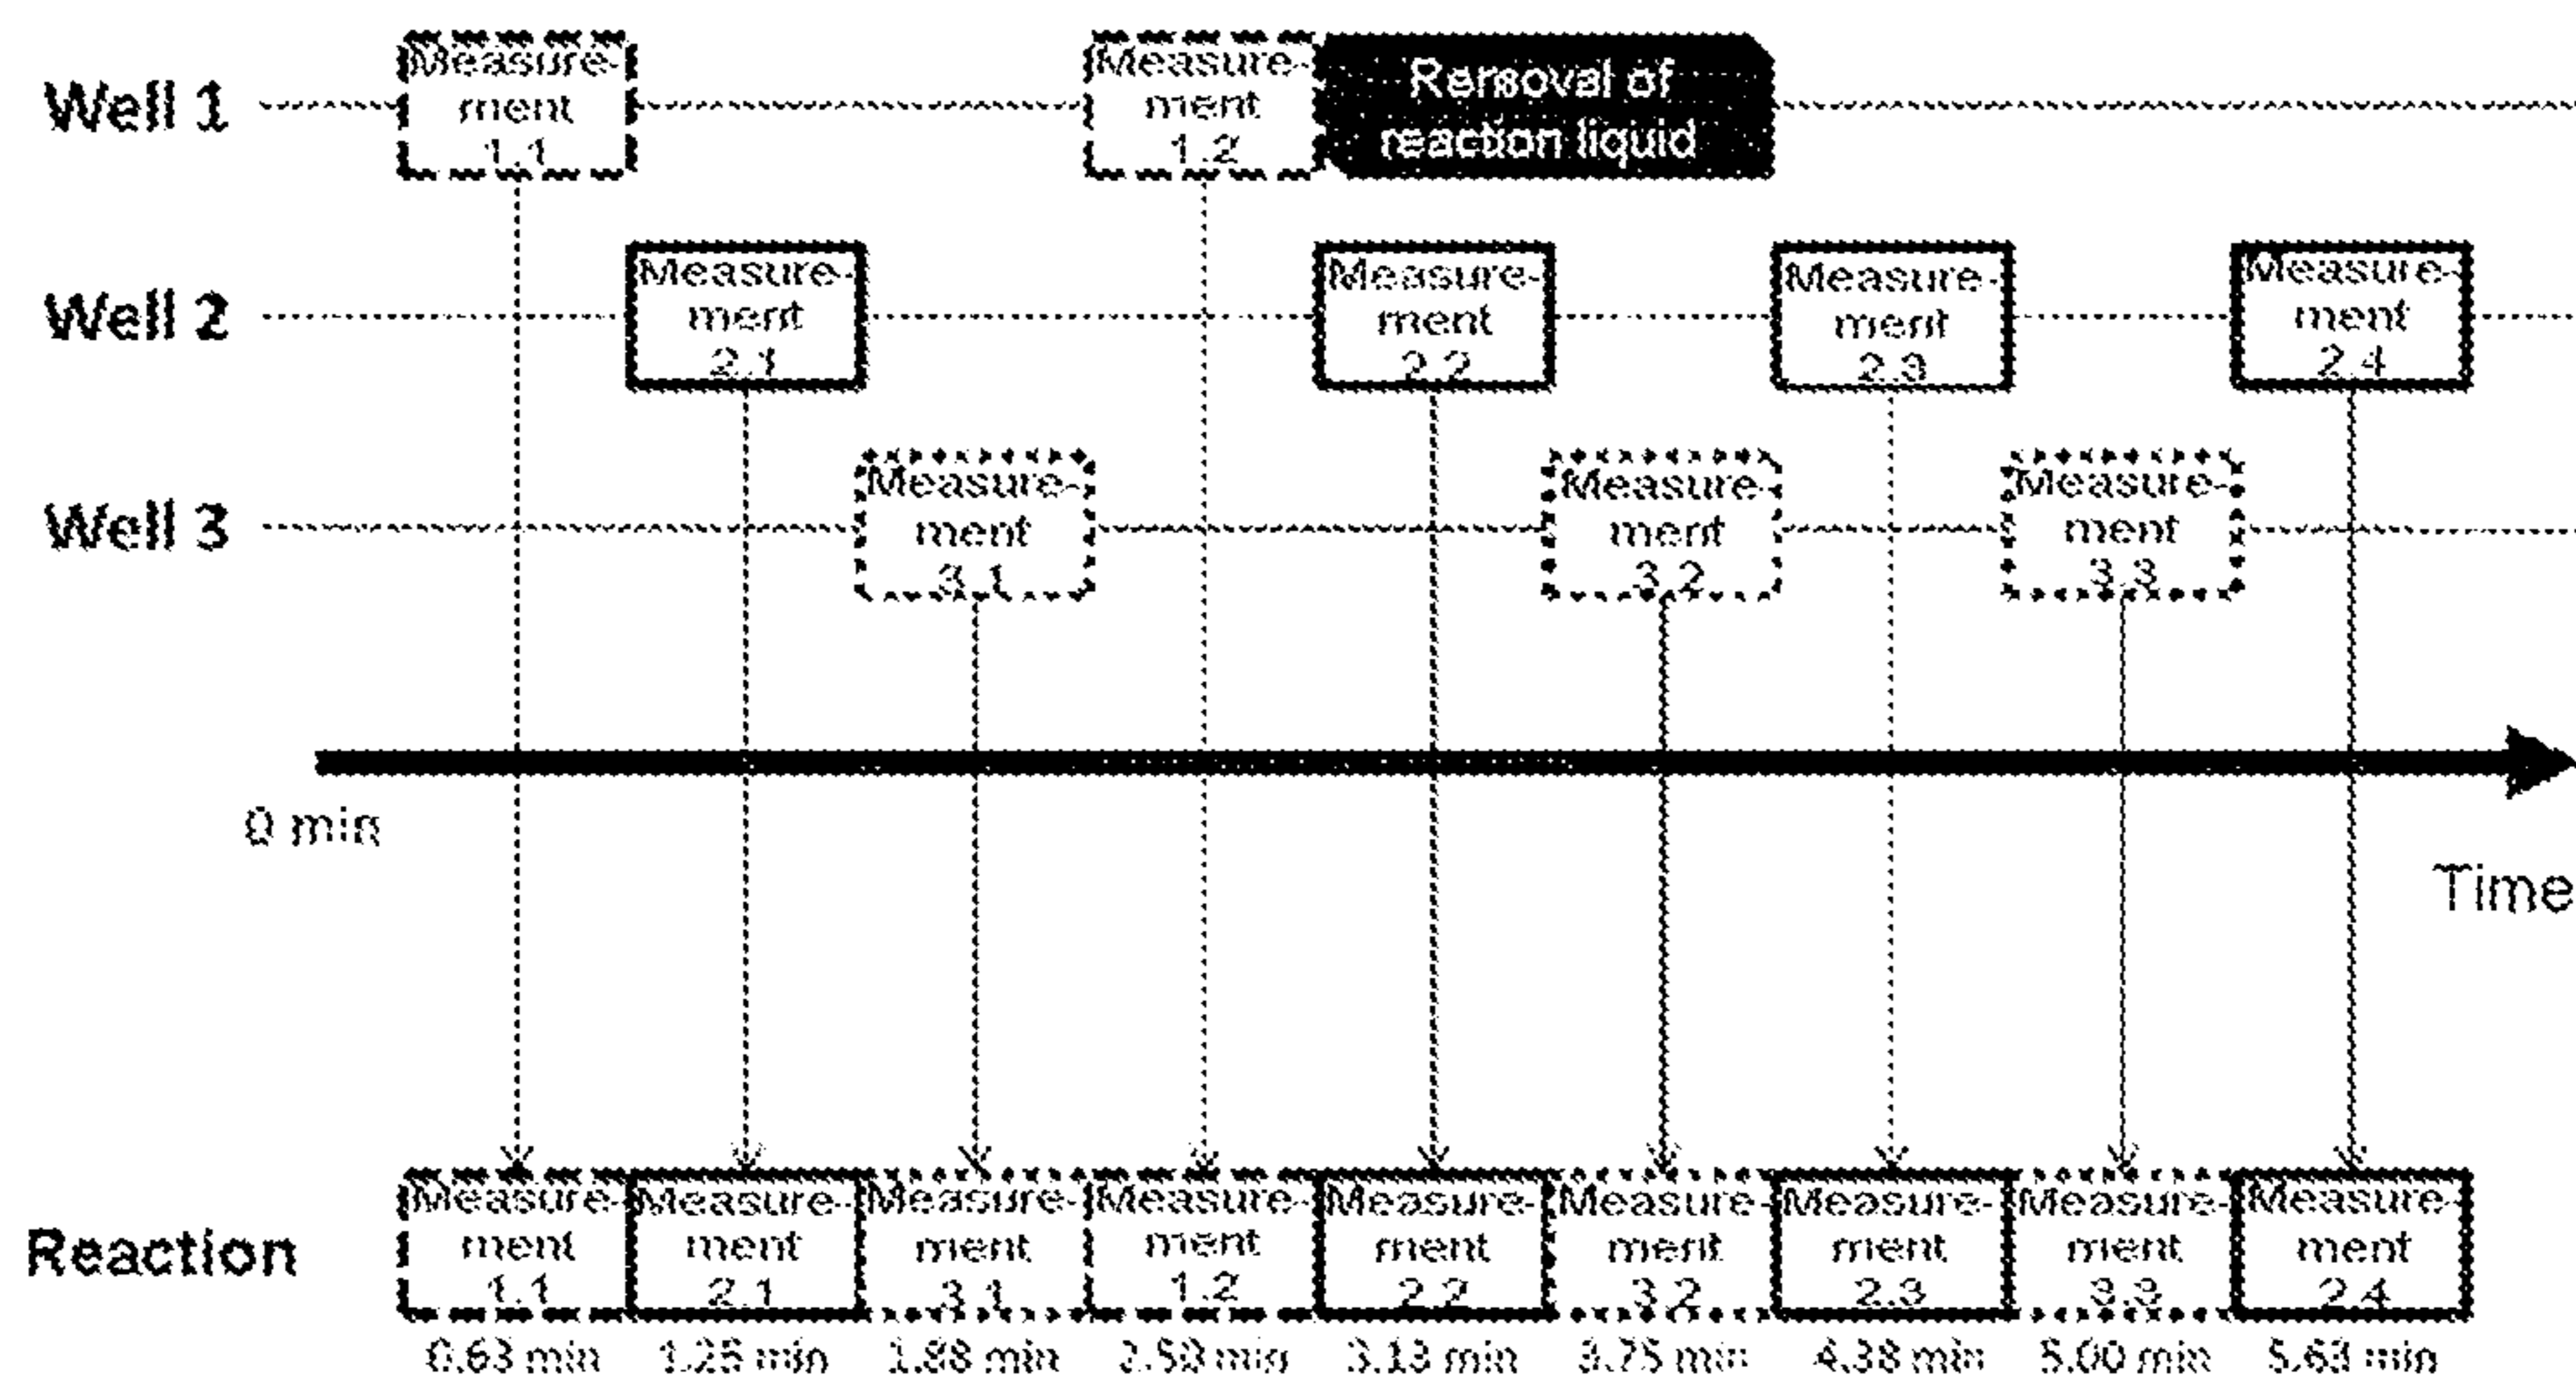 Well 1
Measure-
ment
1.1
Measure-
ment
1.2
Removal of
reaction liquid
Well 2
Measure-
ment
2.1
Measure-
ment
2.2
Measure-
ment
2.3
Measure-
ment
2.4
Well 3
Measure-
ment
3.1
Measure-
ment
3.2
Measure-
ment
3.3
0 min
Time
Reaction
Measure-
ment
1.1
Measure-
ment
2.1
Measure-
ment
3.1
Measure-
ment
1.2
Measure-
ment
2.2
Measure-
ment
3.2
Measure-
ment
2.3
Measure-
ment
3.3
Measure-
ment
2.4
0.63 min
1.25 min
1.88 min
2.50 min
3.13 min
3.75 min
4.38 min
5.00 min
5.63 min